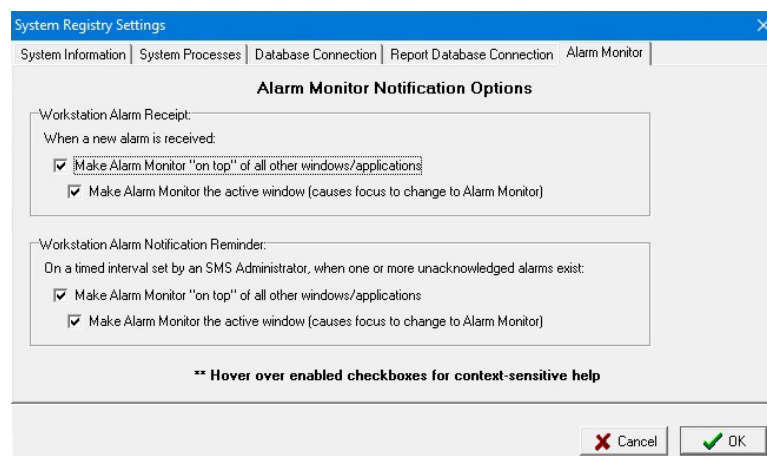 System Registry Settings
System Information
System Processes
Database Connection
Report Database Connection
Alarm Monitor
Alarm Monitor Notification Options
Workstation Alarm Receipt:
When a new alarm is received:
Make Alarm Monitor "on top" of all other windows/applications
Make Alarm Monitor the active window (causes focus to change to Alarm Monitor)
Workstation Alarm Notification Reminder:
On a timed interval set by an SMS Administrator, when one or more unacknowledged alarms exist:
Make Alarm Monitor "on top" of all other windows/applications
Make Alarm Monitor the active window (causes focus to change to Alarm Monitor)
** Hover over enabled checkboxes for context-sensitive help
Cancel
OK